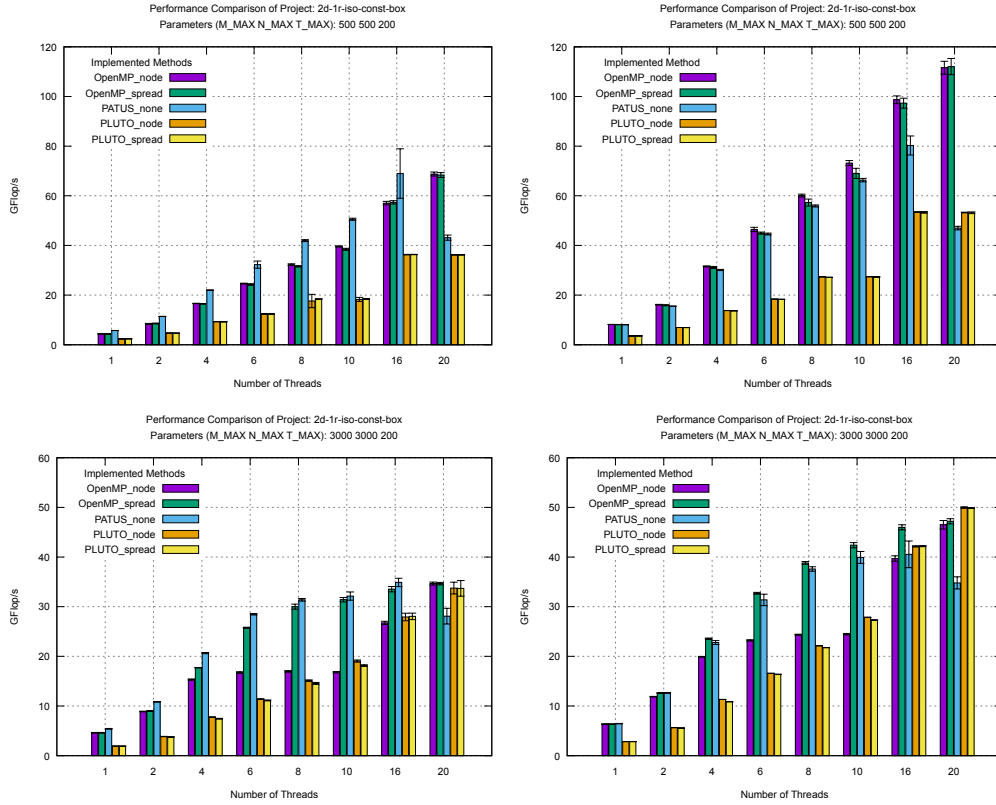 Performance Comparison of Project: 2d-1r-iso-const-box
Parameters (M_MAX N_MAX T_MAX): 500 500 200
120
100
80
60
40
20
0
GFlop/s
Implemented Methods
OpenMP_node
OpenMP_spread
PATUS_none
PLUTO_node
PLUTO_spread
1 2 4 6 8 10 16 20
Number of Threads
Performance Comparison of Project: 2d-1r-iso-const-box
Parameters (M_MAX N_MAX T_MAX): 500 500 200
120
100
80
60
40
20
0
GFlop/s
Implemented Method
OpenMP_node
OpenMP_spread
PATUS_none
PLUTO_node
PLUTO_spread
1 2 4 6 8 10 16 20
Number of Threads
Performance Comparison of Project: 2d-1r-iso-const-box
Parameters (M_MAX N_MAX T_MAX): 3000 3000 200
60
50
40
30
20
10
0
GFlop/s
Implemented Methods
OpenMP_node
OpenMP_spread
PATUS_none
PLUTO_node
PLUTO_spread
1 2 4 6 8 10 16 20
Number of Threads
Performance Comparison of Project: 2d-1r-iso-const-box
Parameters (M_MAX N_MAX T_MAX): 3000 3000 200
60
50
40
30
20
10
0
GFlop/s
Implemented Method
OpenMP_node
OpenMP_spread
PATUS_none
PLUTO_node
PLUTO_spread
1 2 4 6 8 10 16 20
Number of Threads